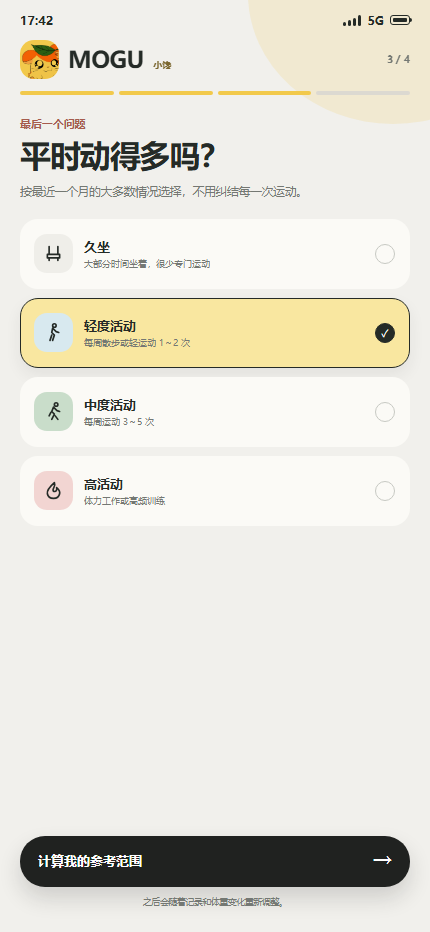 17:42
5G
MOGU 小馋
3 / 4
最后一个问题
平时动得多吗？
按最近一个月的大多数情况选择，不用纠结每一次运动。
久坐
大部分时间坐着，很少专门运动
轻度活动
每周散步或轻运动 1~2 次
中度活动
每周运动 3~5 次
高活动
体力工作或高频训练
计算我的参考范围
之后会随着记录和体重变化重新调整。